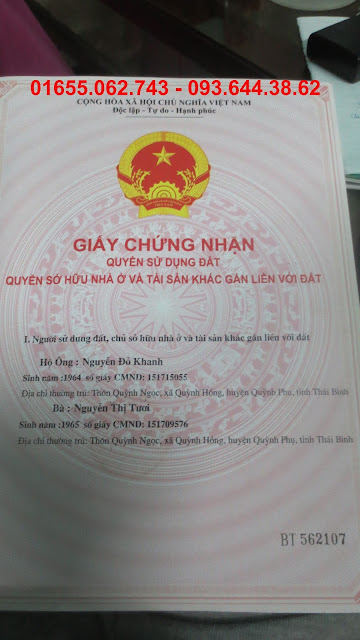 01655.062.743 - 093.644.38.62
CỘNG HÒA XÃ HỘI CHỦ NGHĨA VIỆT NAM
Độc lập - Tự do - Hạnh phúc
GIẤY CHỨNG NHẬN
QUYỀN SỬ DỤNG ĐẤT
QUYỀN SỞ HỮU NHÀ Ở VÀ TÀI SẢN KHÁC GẮN LIỀN VỚI ĐẤT
I. Người sử dụng đất, chủ sở hữu nhà ở và tài sản khác gắn liền với đất
Hộ Ông : Nguyễn Đỗ Khanh
Sinh năm :1964 số giấy CMND: 151715055
Địa chỉ thường trú: Thôn Quỳnh Ngọc, xã Quỳnh Hồng, huyện Quỳnh Phụ, tỉnh Thái Bình
Bà : Nguyễn Thị Tươi
Sinh năm :1965 số giấy CMND: 151709576
Địa chỉ thường trú: Thôn Quỳnh Ngọc, xã Quỳnh Hồng, huyện Quỳnh Phụ, tỉnh Thái Bình
BT 562107